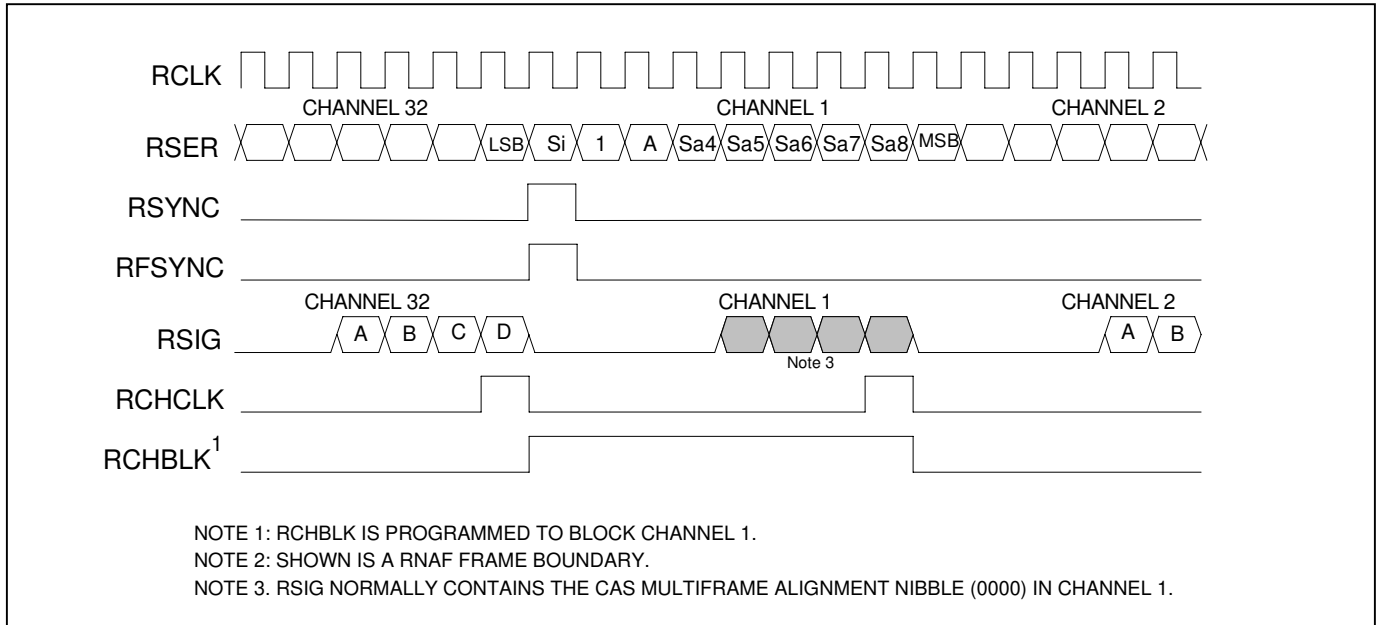 RCLK
CHANNEL 32 CHANNEL 1 CHANNEL 2
RSER LSB Si 1 A Sa4 Sa5 Sa6 Sa7 Sa8 MSB
RSYNC
RFSYNC
CHANNEL 32 CHANNEL 1 CHANNEL 2
RSIG A B C D A B
Note 3
RCHCLK
RCHBLK1
NOTE 1: RCHBLK IS PROGRAMMED TO BLOCK CHANNEL 1.
NOTE 2: SHOWN IS A RNAF FRAME BOUNDARY.
NOTE 3. RSIG NORMALLY CONTAINS THE CAS MULTIFRAME ALIGNMENT NIBBLE (0000) IN CHANNEL 1.